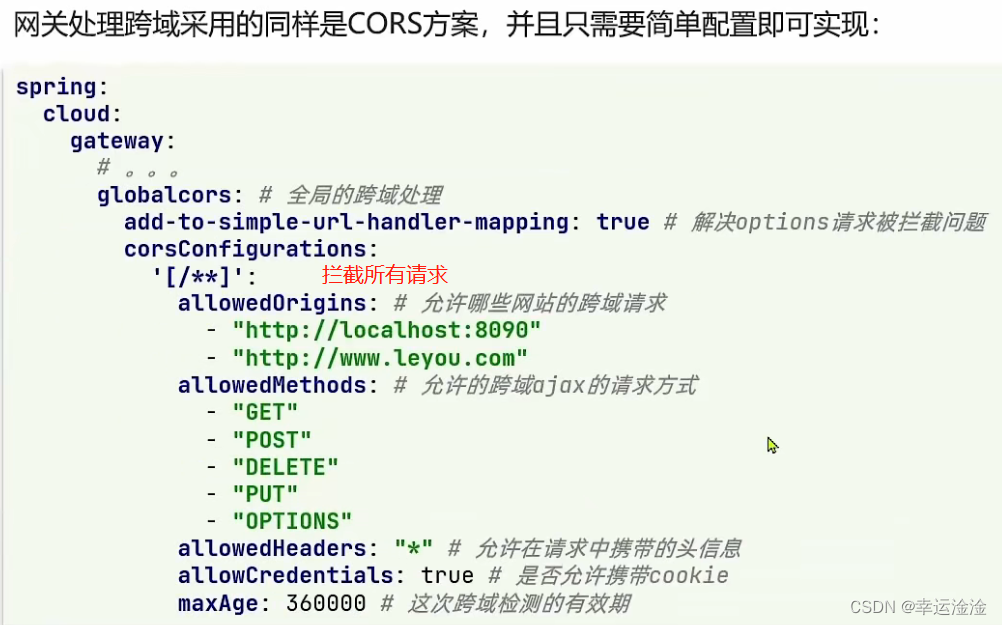 网关处理跨域采用的同样是CORS方案，并且只需要简单配置即可实现：
spring:
  cloud:
    gateway:
      # 。。。
      globalcors: # 全局的跨域处理
        add-to-simple-url-handler-mapping: true # 解决options请求被拦截问题
        corsConfigurations:
          '[/**]': 拦截所有请求
            allowedOrigins: # 允许哪些网站的跨域请求
              - "http://localhost:8090"
              - "http://www.leyou.com"
            allowedMethods: # 允许的跨域ajax的请求方式
              - "GET"
              - "POST"
              - "DELETE"
              - "PUT"
              - "OPTIONS"
            allowedHeaders: "*" # 允许在请求中携带的头信息
            allowCredentials: true # 是否允许携带cookie
            maxAge: 360000 # 这次跨域检测的有效期
CSDN @幸运淦淦